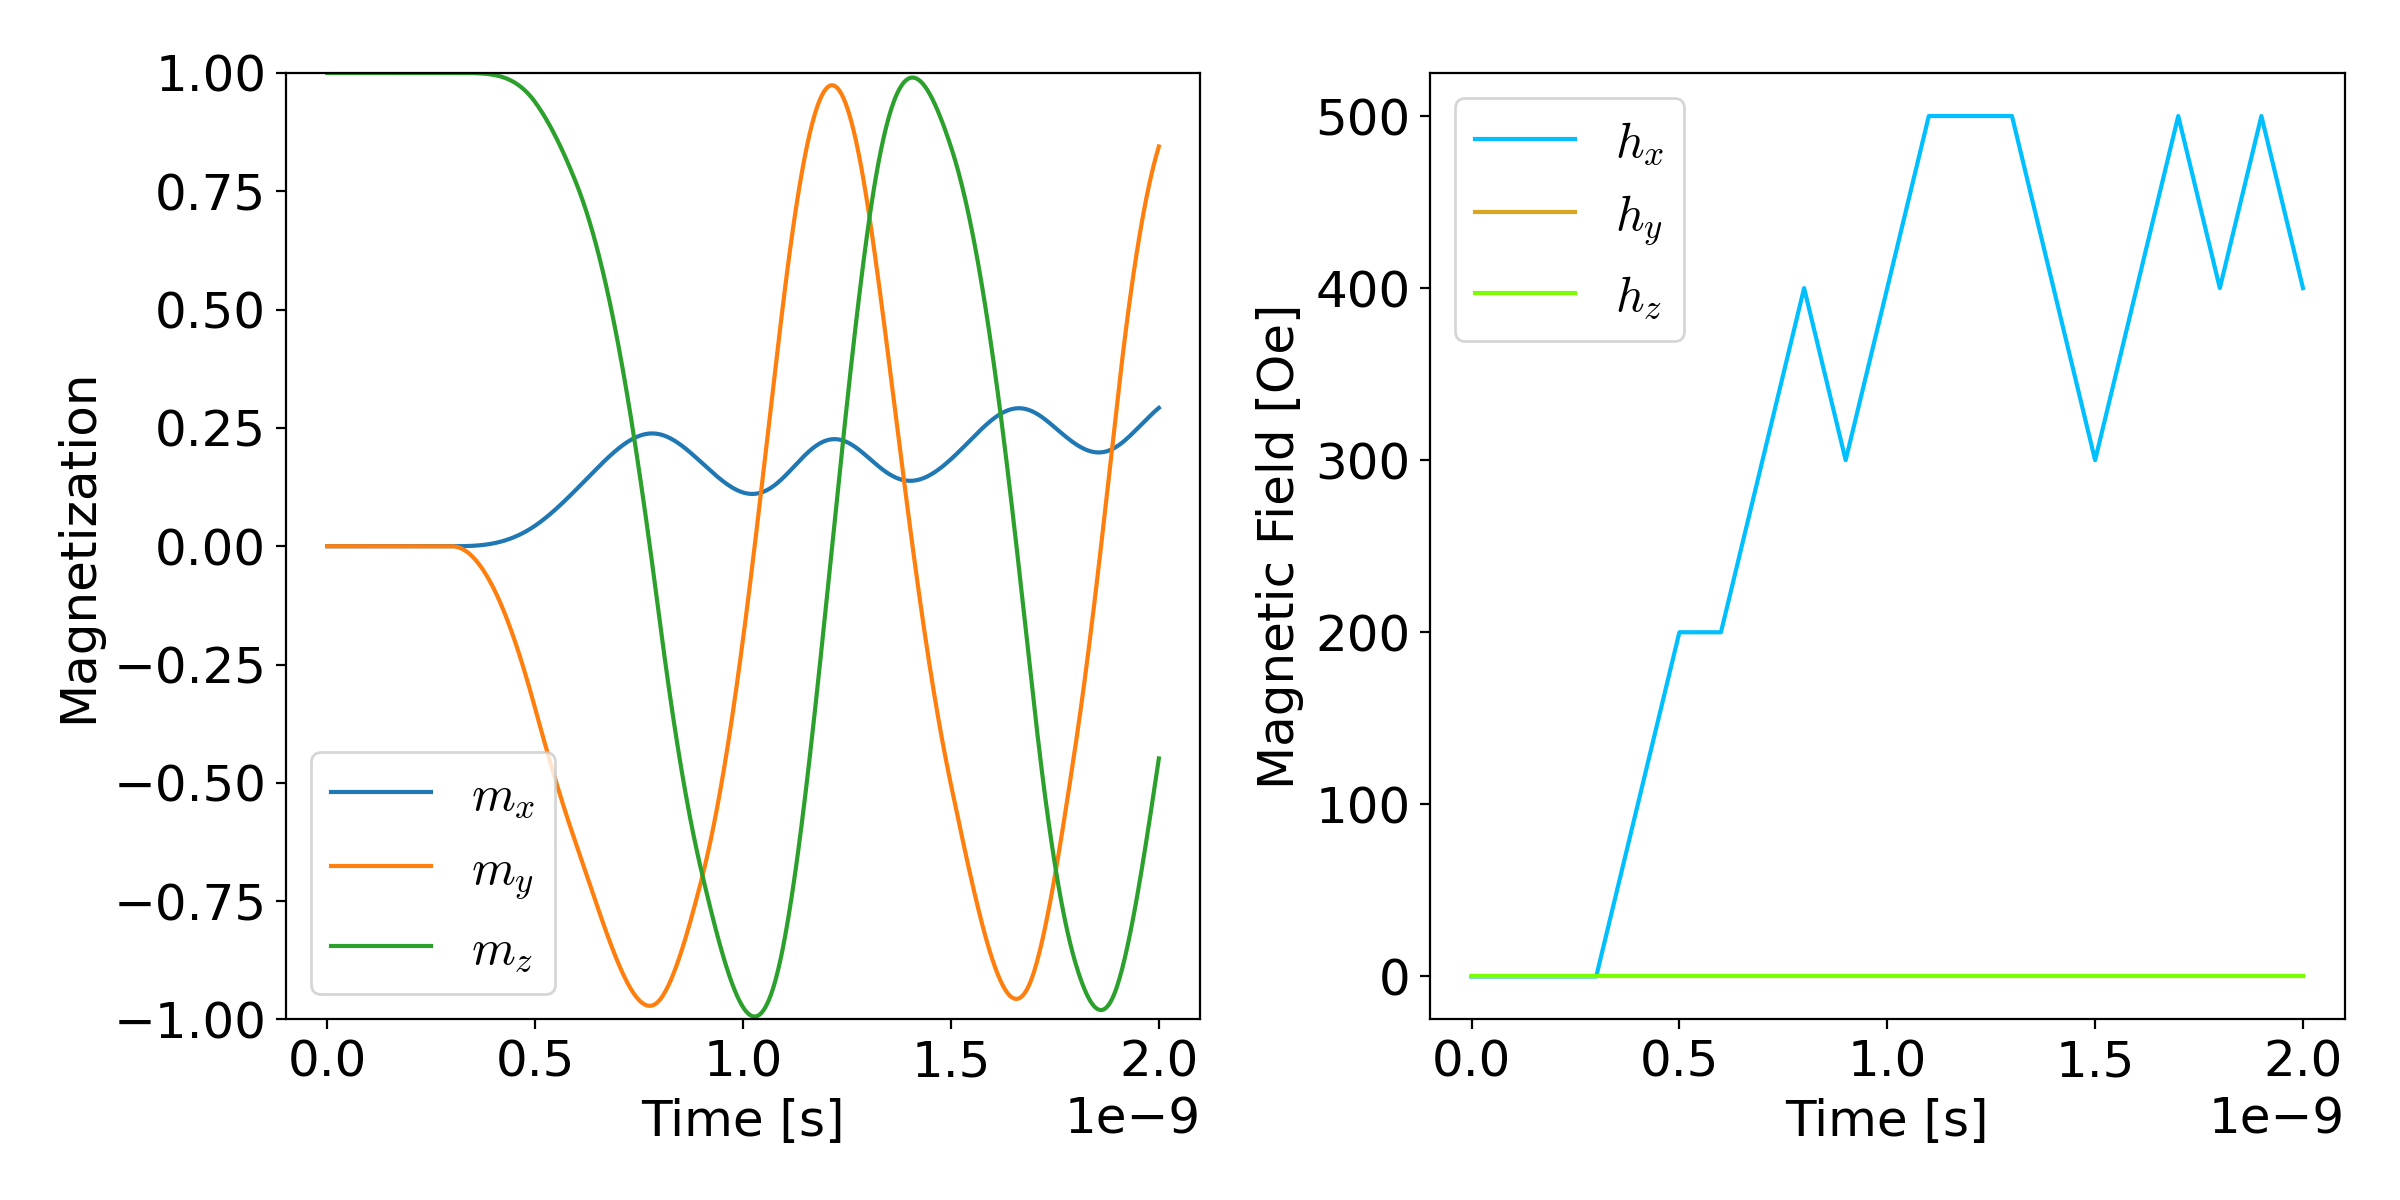 Magnetization
1.00
0.75
0.50
0.25
0.00
−0.25
−0.50
−0.75
−1.00
m_x
m_y
m_z
0.0 0.5 1.0 1.5 2.0
Time [s]
1e−9
Magnetic Field [Oe]
500
400
300
200
100
0
h_x
h_y
h_z
0.0 0.5 1.0 1.5 2.0
Time [s]
1e−9